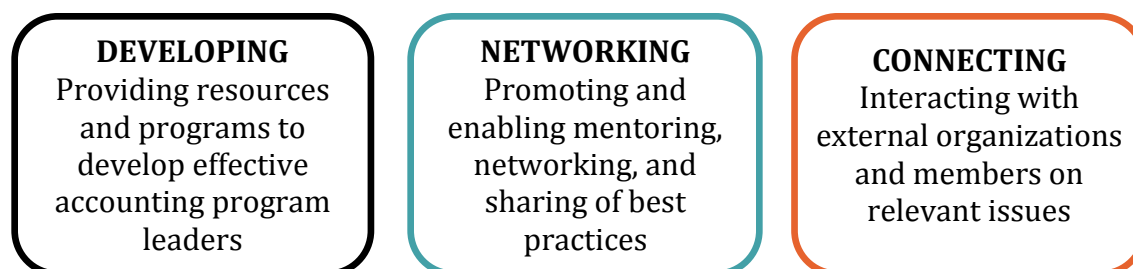 DEVELOPING
Providing resources
and programs to
develop effective
accounting program
leaders
NETWORKING
Promoting and
enabling mentoring,
networking, and
sharing of best
practices
CONNECTING
Interacting with
external organizations
and members on
relevant issues